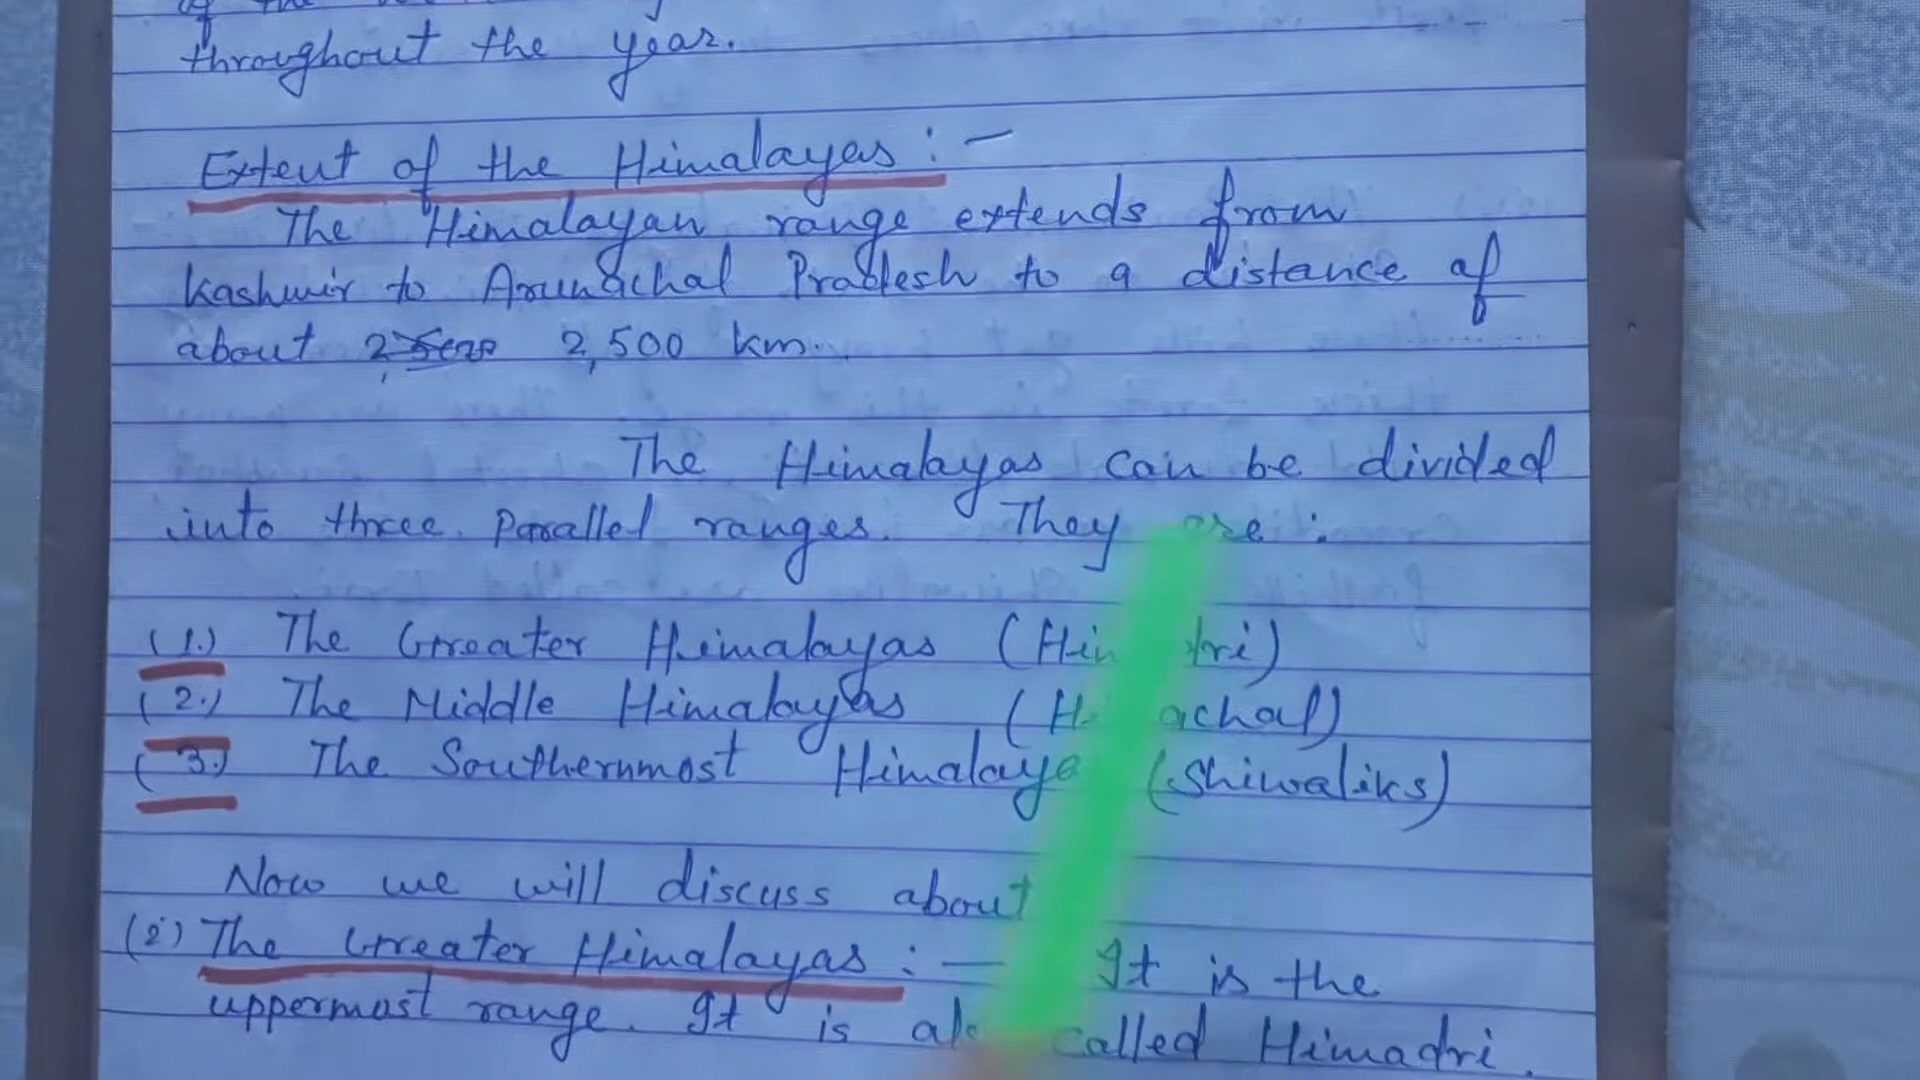 throughout the year.
Extent of the Himalayas : -
The Himalayan range extends from
Kashmir to Arunachal Pradesh to a distance of
about 2,500 km.
The Himalayas can be divided
into three Parallel ranges. They are :
(1.) The Greater Himalayas
(2.) The Middle Himalayas
(3.) The Southernmost (Shiwaliks)
Now we will discuss about
(i) The Greater Himalayas : — It is the
uppermost range. It is called Himadri.